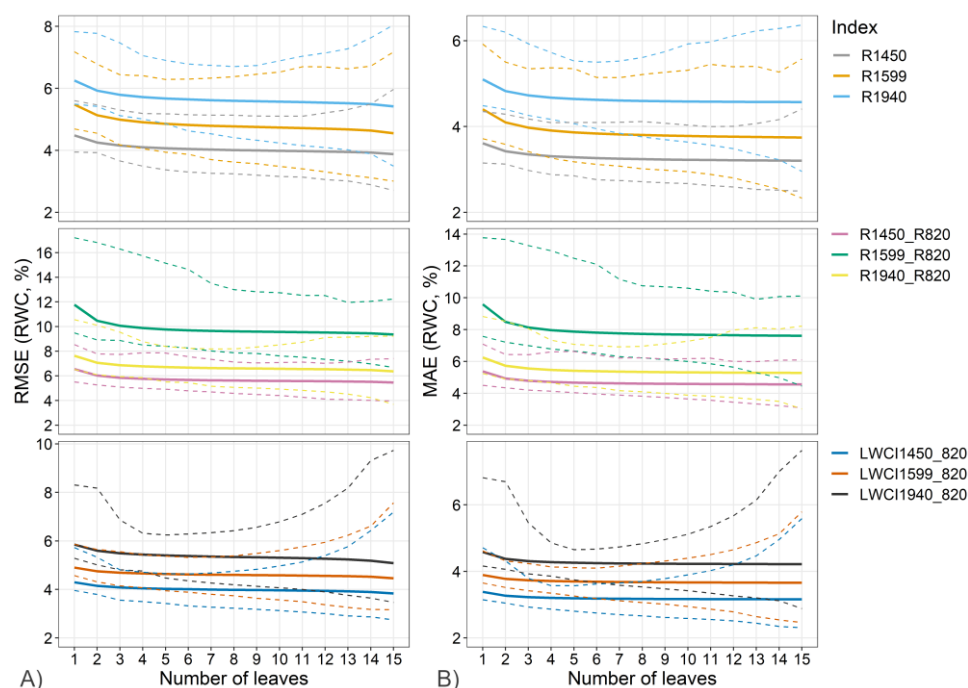 8
6
4
2
6
4
2
Index
R1450
R1599
R1940
RMSE (RWC, %)
16
14
12
10
8
6
4
2
MAE (RWC, %)
14
12
10
8
6
4
2
R1450_R820
R1599_R820
R1940_R820
10
8
6
4
2
6
4
2
LWCI1450_820
LWCI1599_820
LWCI1940_820
1 2 3 4 5 6 7 8 9 10 11 12 13 14 15
1 2 3 4 5 6 7 8 9 10 11 12 13 14 15
A) Number of leaves
B) Number of leaves